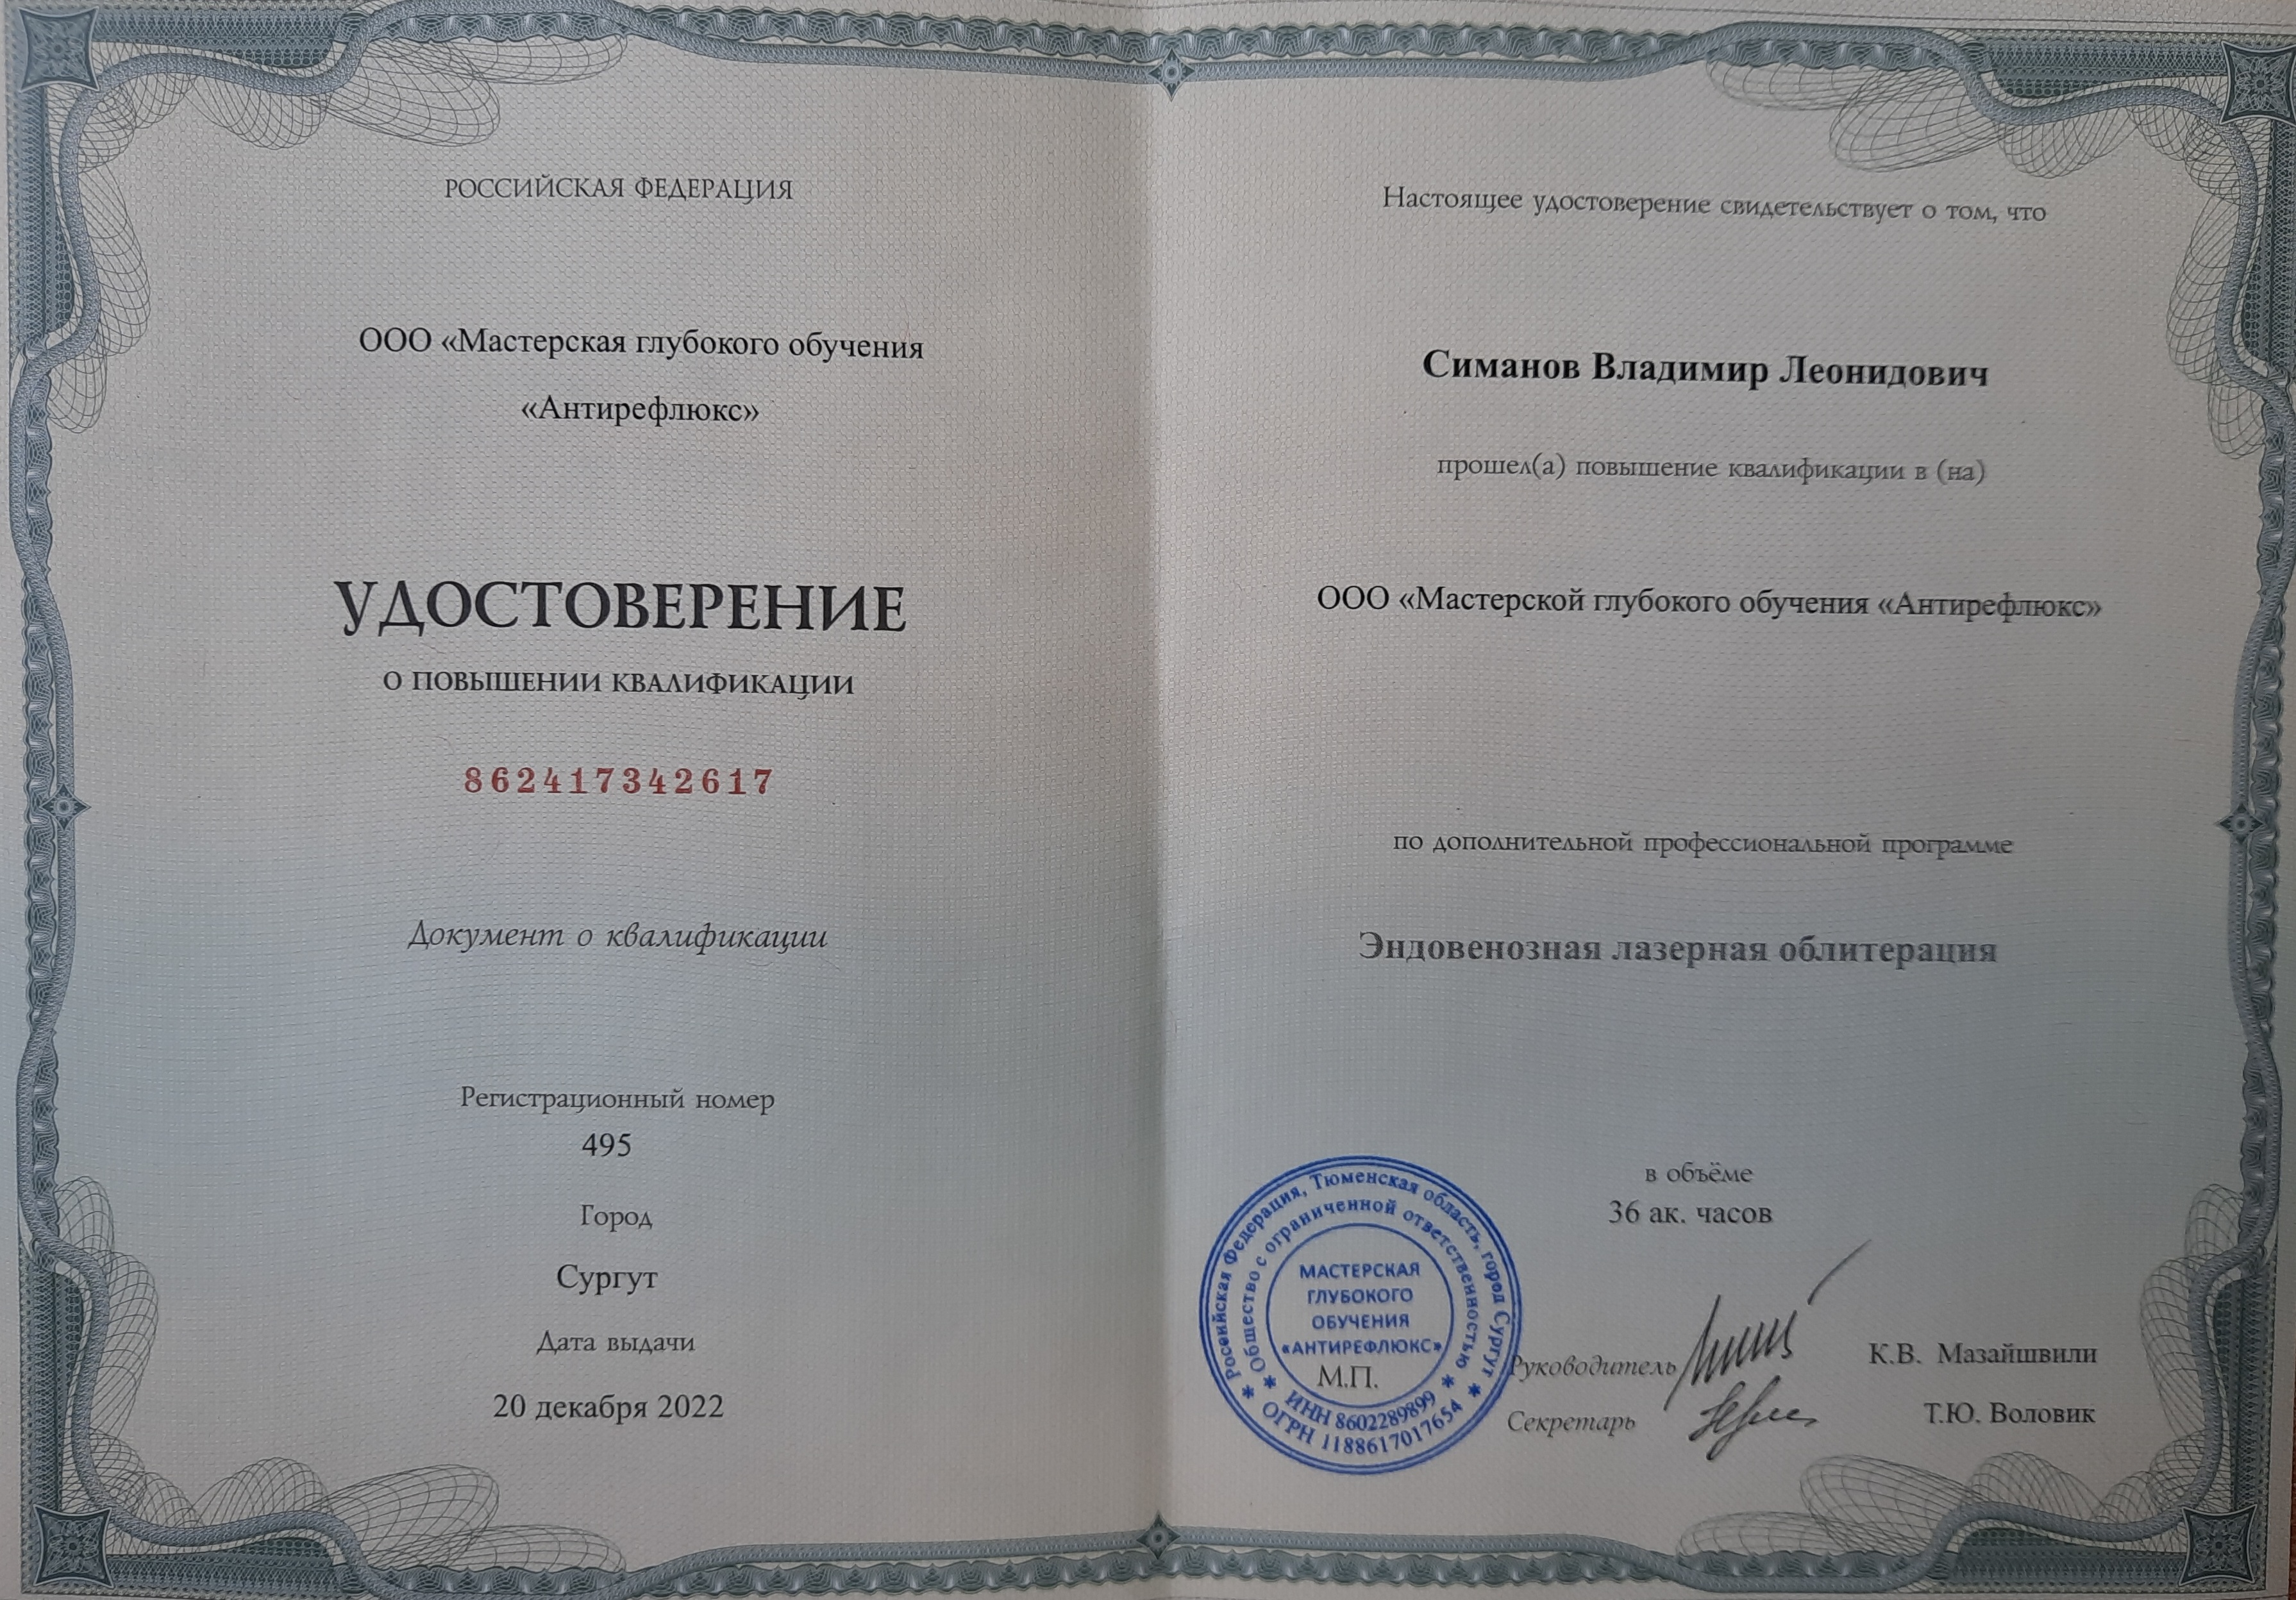 РОССИЙСКАЯ ФЕДЕРАЦИЯ
ООО «Мастерская глубокого обучения
«Антирефлюкс»
УДОСТОВЕРЕНИЕ
О ПОВЫШЕНИИ КВАЛИФИКАЦИИ
862417342617
Документ о квалификации
Регистрационный номер
495
Город
Сургут
Дата выдачи
20 декабря 2022
Настоящее удостоверение свидетельствует о том, что
Симанов Владимир Леонидович
прошел(а) повышение квалификации в (на)
ООО «Мастерской глубокого обучения «Антирефлюкс»
по дополнительной профессиональной программе
Эндовенозная лазерная облитерация
в объёме
36 ак. часов
Российская Федерация, Тюменская область, город Сургут
Общество с ограниченной ответственностью
МАСТЕРСКАЯ
ГЛУБОКОГО
ОБУЧЕНИЯ
«АНТИРЕФЛЮКС»
М.П.
ИНН 8602289899
ОГРН 1188617017654
Руководитель К.В. Мазайшвили
Секретарь Т.Ю. Воловик